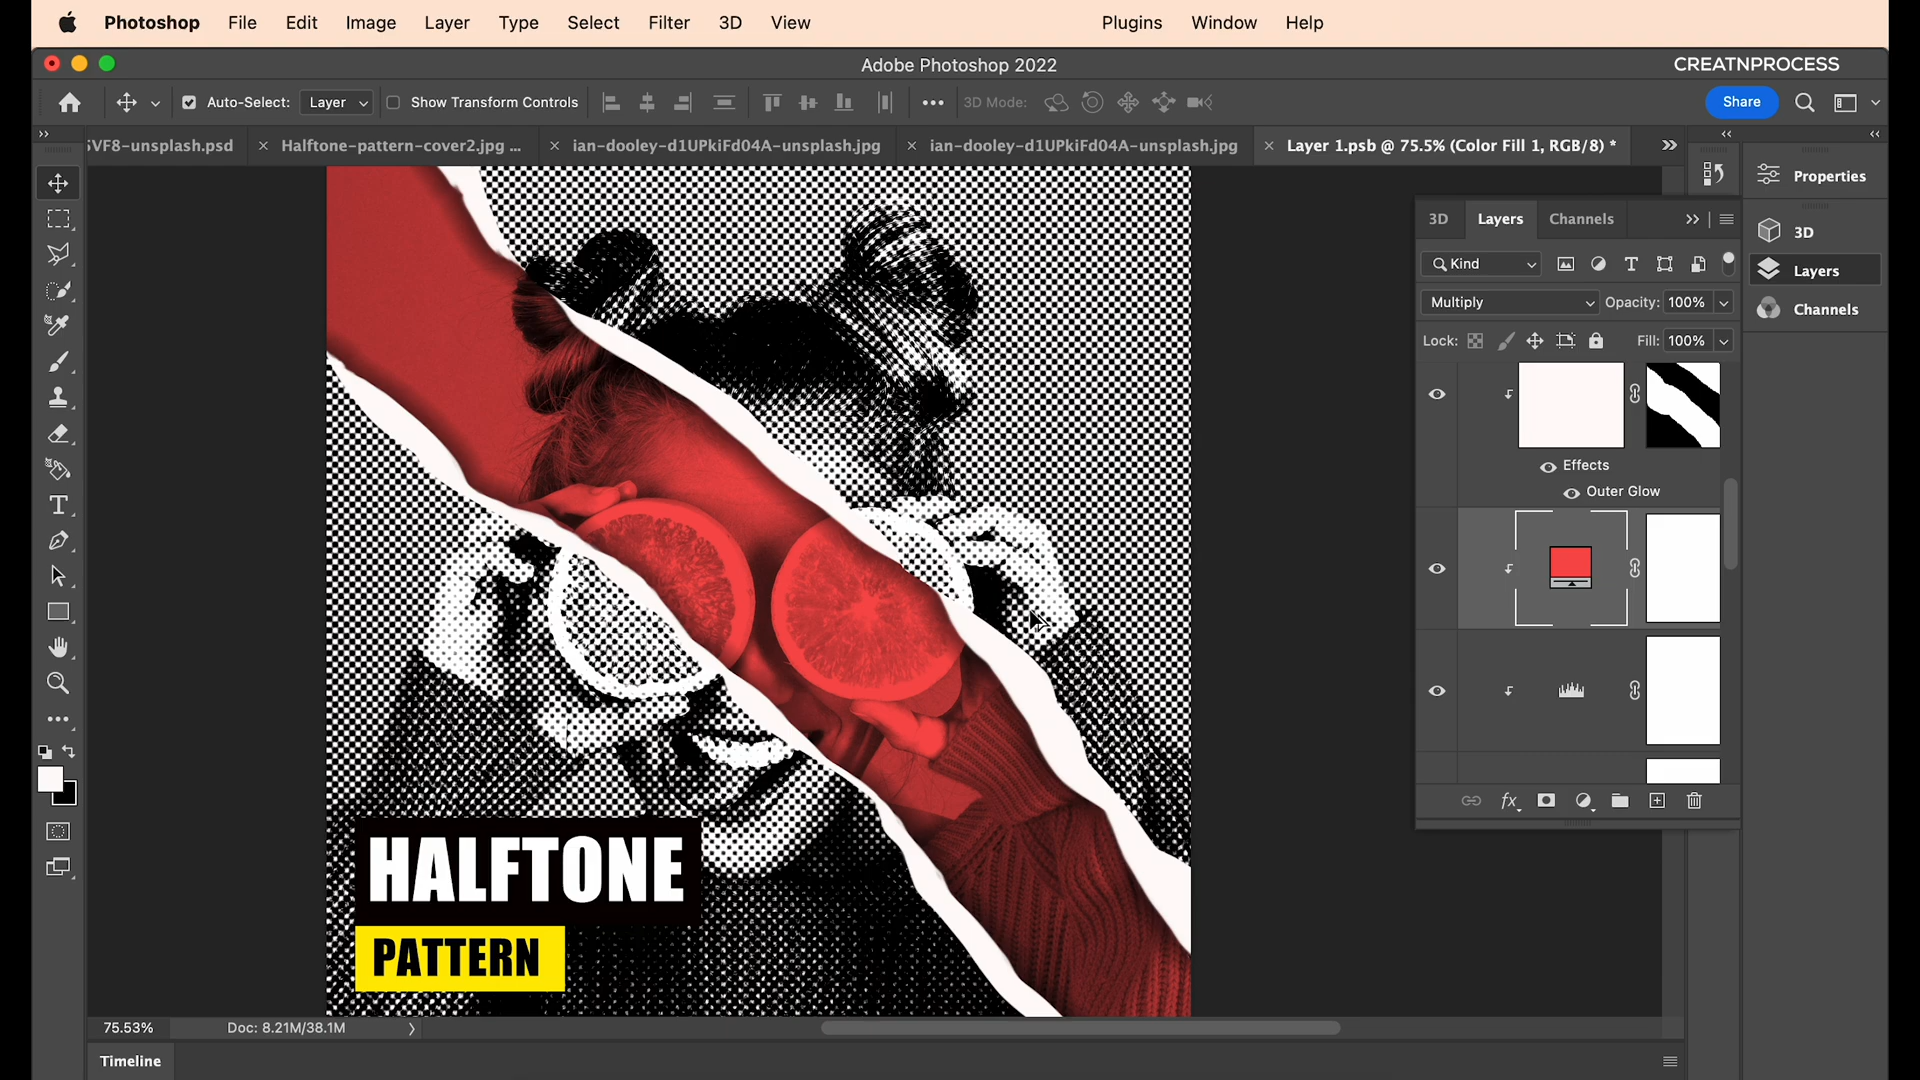 Photoshop File Edit Image Layer Type Select Filter 3D View Plugins Window Help
Adobe Photoshop 2022
CREATNPROCESS
Auto-Select: Layer Show Transform Controls 3D Mode: Share
SVF8-unsplash.psd Halftone-pattern-cover2.jpg ... ian-dooley-d1UPkiFd04A-unsplash.jpg ian-dooley-d1UPkiFd04A-unsplash.jpg Layer 1.psb @ 75.5% (Color Fill 1, RGB/8) *
Properties
3D Layers Channels
3D
Kind
Layers
Multiply Opacity: 100%
Channels
Lock: Fill: 100%
Effects
Outer Glow
fx
HALFTONE
PATTERN
75.53% Doc: 8.21M/38.1M
Timeline